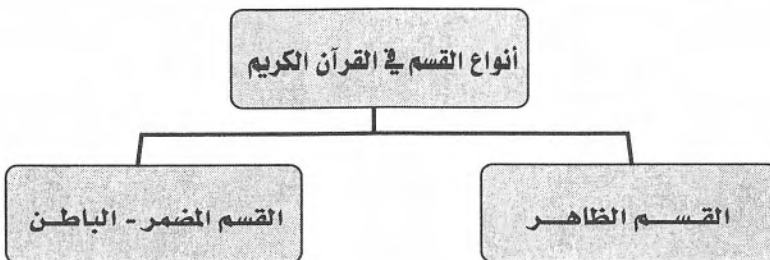 أنواع القسم في القرآن الكريم
القسم الظاهر
القسم المضمر - الباطن